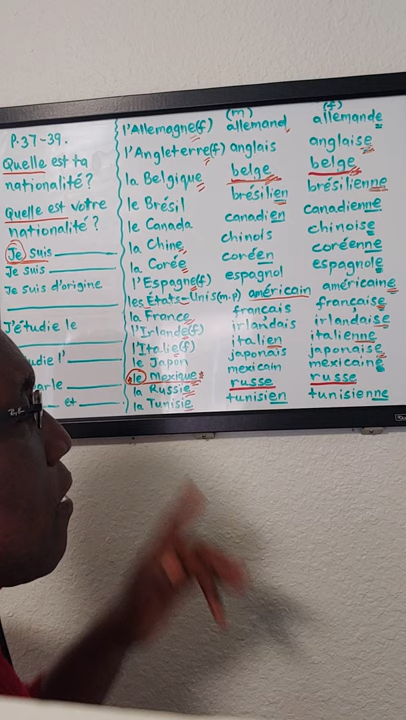 P.37-39.
Quelle est ta
nationalité?
Quelle est votre
nationalité?
Je suis
Je suis
Je suis d'origine
J'étudie le
udie l'
arle
et
(m) (f)
l'Allemagne(f) allemand allemande
l'Angleterre(f) anglais anglaise
la Belgique belge belge
le Brésil brésilien brésilienne
le Canada canadien canadienne
la Chine chinois chinoise
la Corée coréen coréenne
l'Espagne(f) espagnol espagnole
les États-Unis(m.p) américain américaine
la France français française
l'Irlande(f) irlandais irlandaise
l'Italie(f) italien italienne
le Japon japonais japonaise
*le Mexique* mexicain mexicaine
la Russie russe russe
la Tunisie tunisien tunisienne